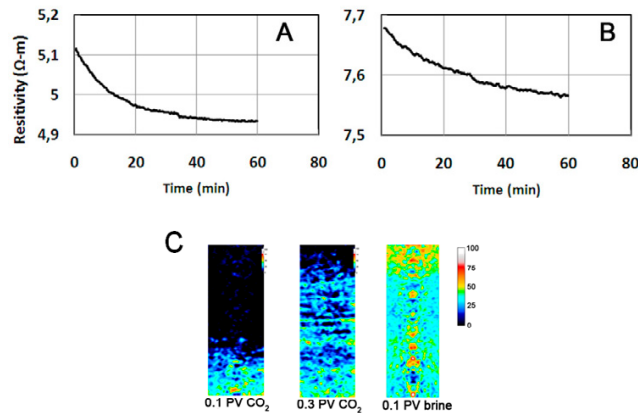 5,2
5,1
5
4,9
A
Resitivity (Ω-m)
0 20 40 60 80
Time (min)
7,7
7,6
7,5
B
0 20 40 60 80
Time (min)
C
100
75
50
25
0
0.1 PV CO₂
0.3 PV CO₂
0.1 PV brine